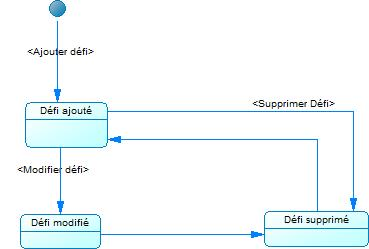 <Ajouter défi>
Défi ajouté
<Supprimer Défi>
<Modifier défi>
Défi modifié
Défi supprimé